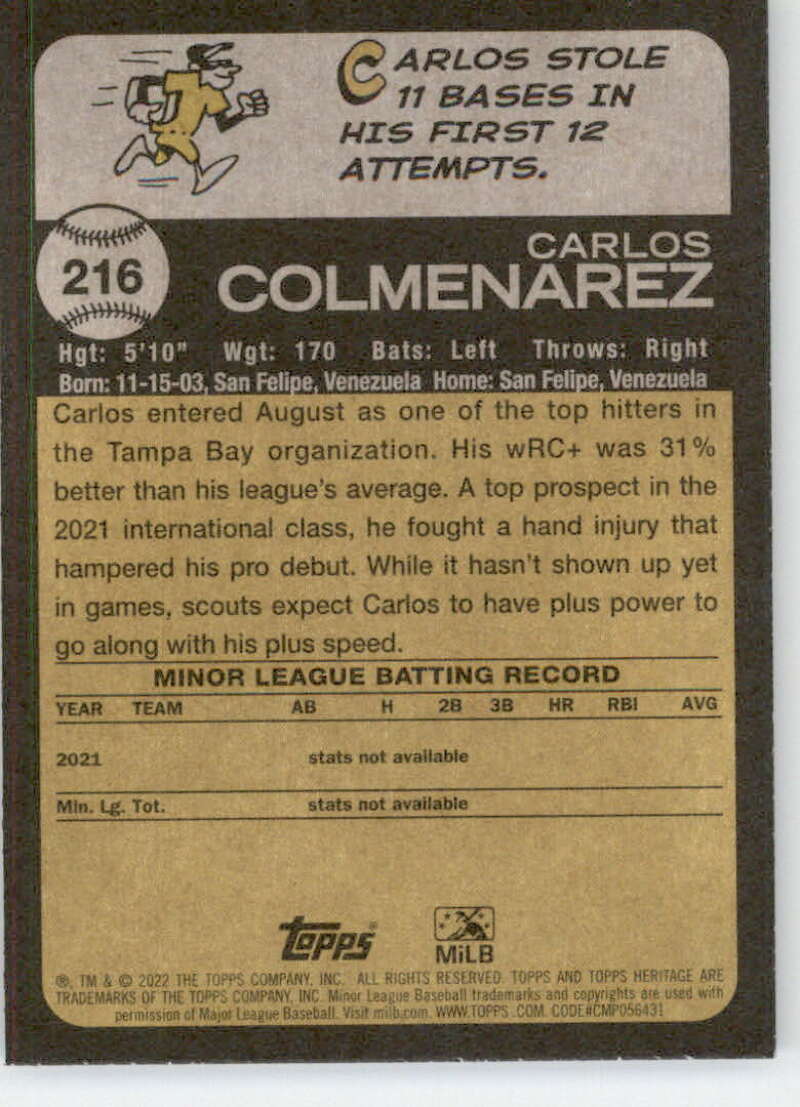 CARLOS STOLE
11 BASES IN
HIS FIRST 12
ATTEMPTS.
216
CARLOS
COLMENAREZ
Hgt: 5'10" Wgt: 170 Bats: Left Throws: Right
Born: 11-15-03, San Felipe, Venezuela Home: San Felipe, Venezuela
Carlos entered August as one of the top hitters in
the Tampa Bay organization. His wRC+ was 31%
better than his league's average. A top prospect in the
2021 international class, he fought a hand injury that
hampered his pro debut. While it hasn't shown up yet
in games, scouts expect Carlos to have plus power to
go along with his plus speed.
MINOR LEAGUE BATTING RECORD
YEAR TEAM AB H 2B 3B HR RBI AVG
2021 stats not available
Min. Lg. Tot. stats not available
topps
MiLB
®, TM & © 2022 THE TOPPS COMPANY, INC. ALL RIGHTS RESERVED. TOPPS AND TOPPS HERITAGE ARE
TRADEMARKS OF THE TOPPS COMPANY, INC. Minor League Baseball trademarks and copyrights are used with
permission of Major League Baseball. Visit milb.com. WWW.TOPPS.COM. CODE#CMP056431